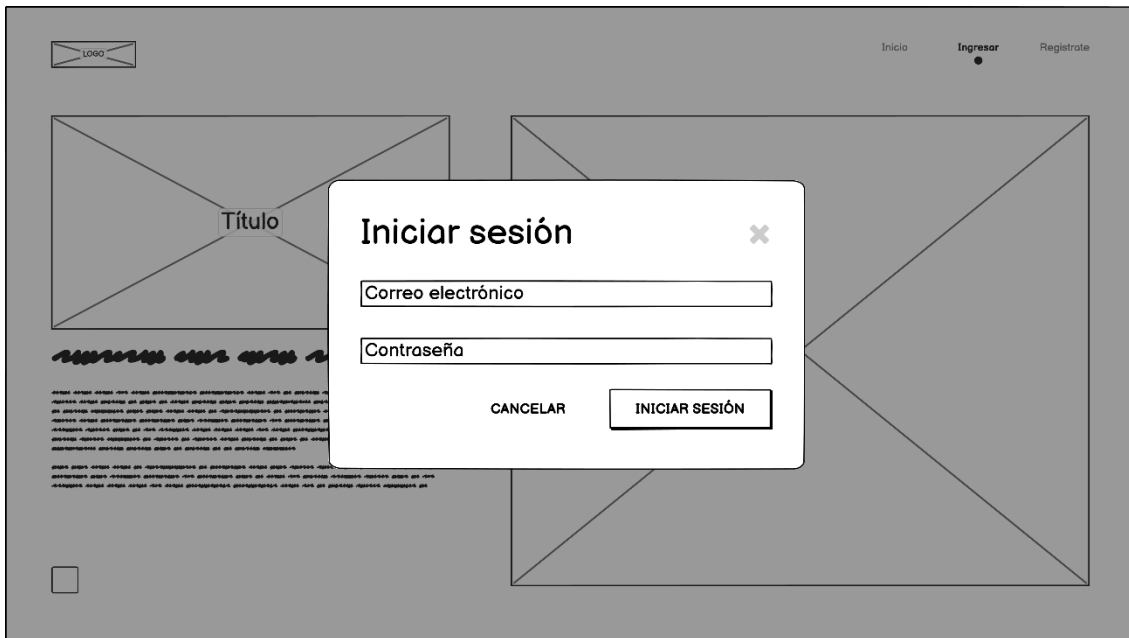 LOGO
Inicio
Ingresar
Registrate
Título
Iniciar sesión
Correo electrónico
Contraseña
CANCELAR
INICIAR SESIÓN